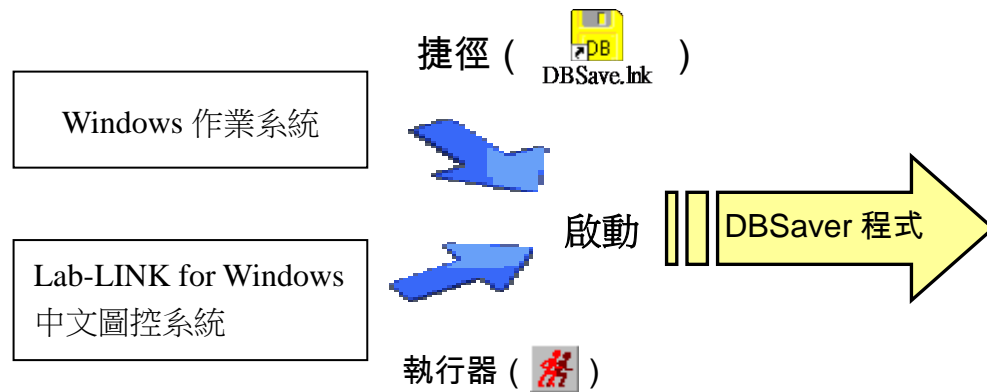 捷徑 ( DB )
DBSave.lnk
Windows 作業系統
啟動
DBSaver 程式
Lab-LINK for Windows
中文圖控系統
執行器 ( )